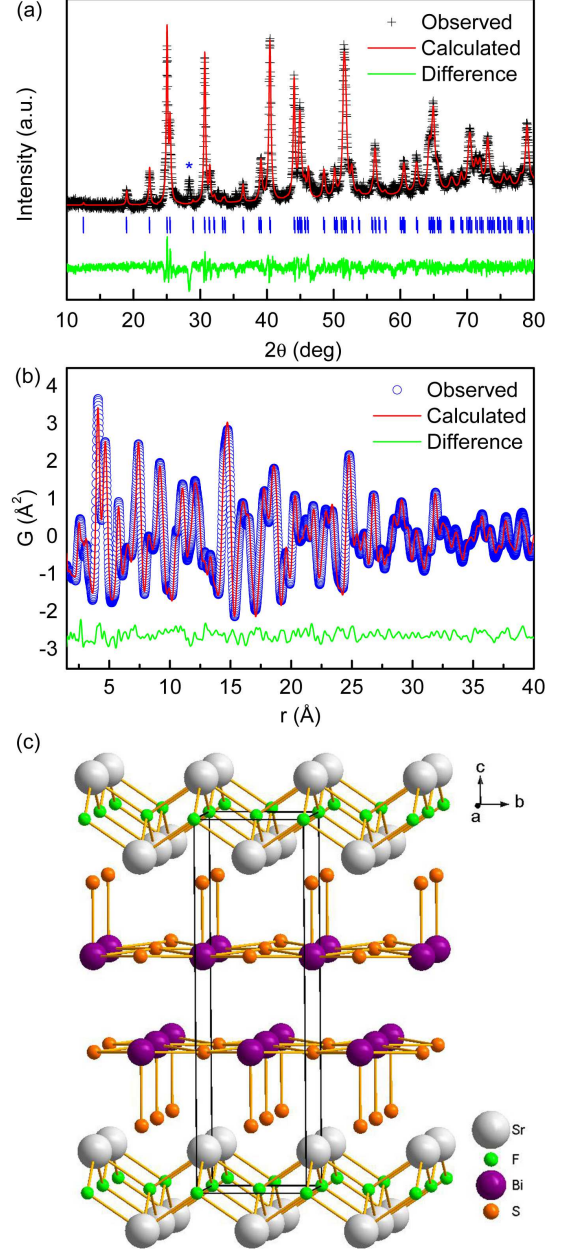 (a)
Observed
Calculated
Difference
Intensity (a.u.)
*
10 20 30 40 50 60 70 80
2θ (deg)
(b)
4
3
2
1
0
-1
-2
-3
Observed
Calculated
Difference
G (Å²)
5 10 15 20 25 30 35 40
r (Å)
(c)
c
b
a
Sr
F
Bi
S